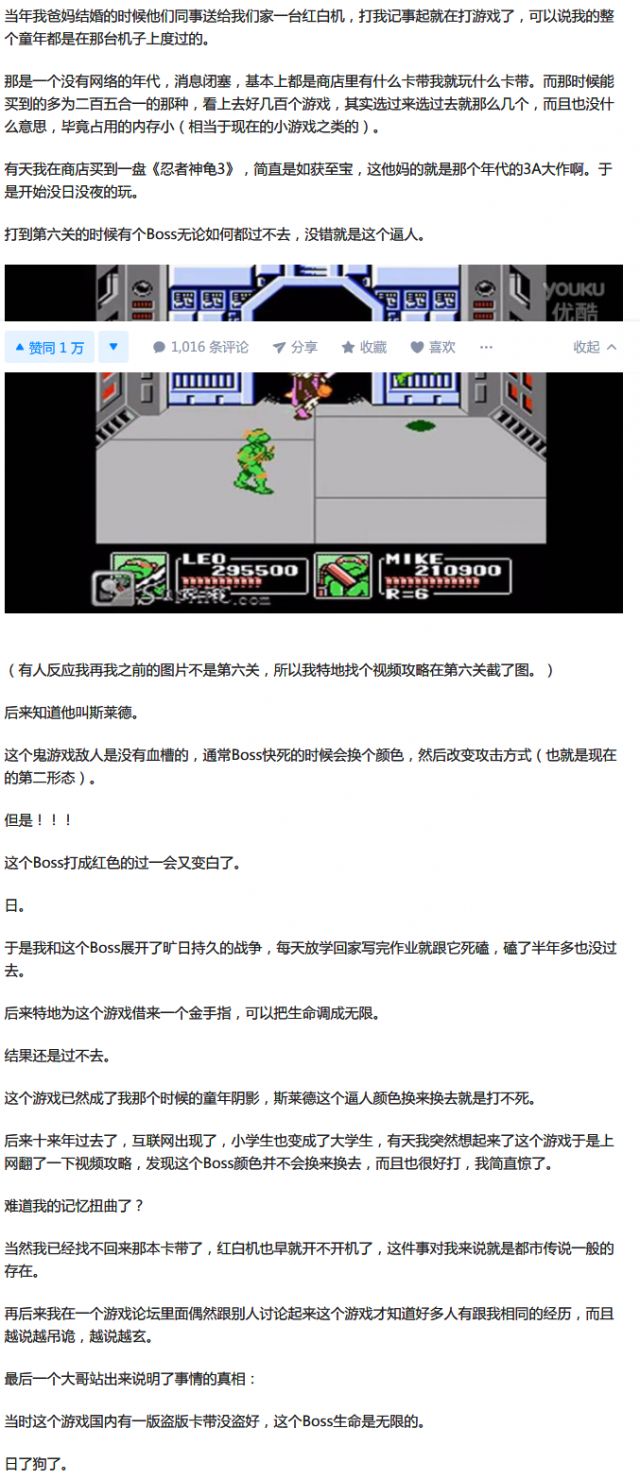 当年我爸妈结婚的时候他们同事送给我们家一台红白机，打我记事起就在打游戏了，可以说我的整
个童年都是在那台机子上度过的。
那是一个没有网络的年代，消息闭塞，基本上都是商店里有什么卡带我就玩什么卡带。而那时候能
买到的多为二百五合一的那种，看上去好几百个游戏，其实选过来选过去就那么几个，而且也没什
么意思，毕竟占用的内存小（相当于现在的小游戏之类的）。
有天我在商店买到一盘《忍者神龟3》，简直是如获至宝，这他妈的就是那个年代的3A大作啊。于
是开始没日没夜的玩。
打到第六关的时候有个Boss无论如何都过不去，没错就是这个逼人。
YOUKU
优酷
赞同 1 万
1,016 条评论
分享
收藏
喜欢
收起
LEO
295500
MIKE
210900
R=6
（有人反应我再我之前的图片不是第六关，所以我特地找个视频攻略在第六关截了图。）
后来知道他叫斯莱德。
这个鬼游戏敌人是没有血槽的，通常Boss快死的时候会换个颜色，然后改变攻击方式（也就是现在
的第二形态）。
但是！！！
这个Boss打成红色的过一会又变白了。
日。
于是我和这个Boss展开了旷日持久的战争，每天放学回家写完作业就跟它死磕，磕了半年多也没过
去。
后来特地为这个游戏借来一个金手指，可以把生命调成无限。
结果还是过不去。
这个游戏已然成了我那个时候的童年阴影，斯莱德这个逼人颜色换来换去就是打不死。
后来十来年过去了，互联网出现了，小学生也变成了大学生，有天我突然想起来了这个游戏于是上
网翻了一下视频攻略，发现这个Boss颜色并不会换来换去，而且也很好打，我简直惊了。
难道我的记忆扭曲了？
当然我已经找不回来那本卡带了，红白机也早就开不开机了，这件事对我来说就是都市传说一般的
存在。
再后来我在一个游戏论坛里面偶然跟别人讨论起来这个游戏才知道好多人有跟我相同的经历，而且
越说越吊诡，越说越玄。
最后一个大哥站出来说明了事情的真相：
当时这个游戏国内有一版盗版卡带没盗好，这个Boss生命是无限的。
日了狗了。